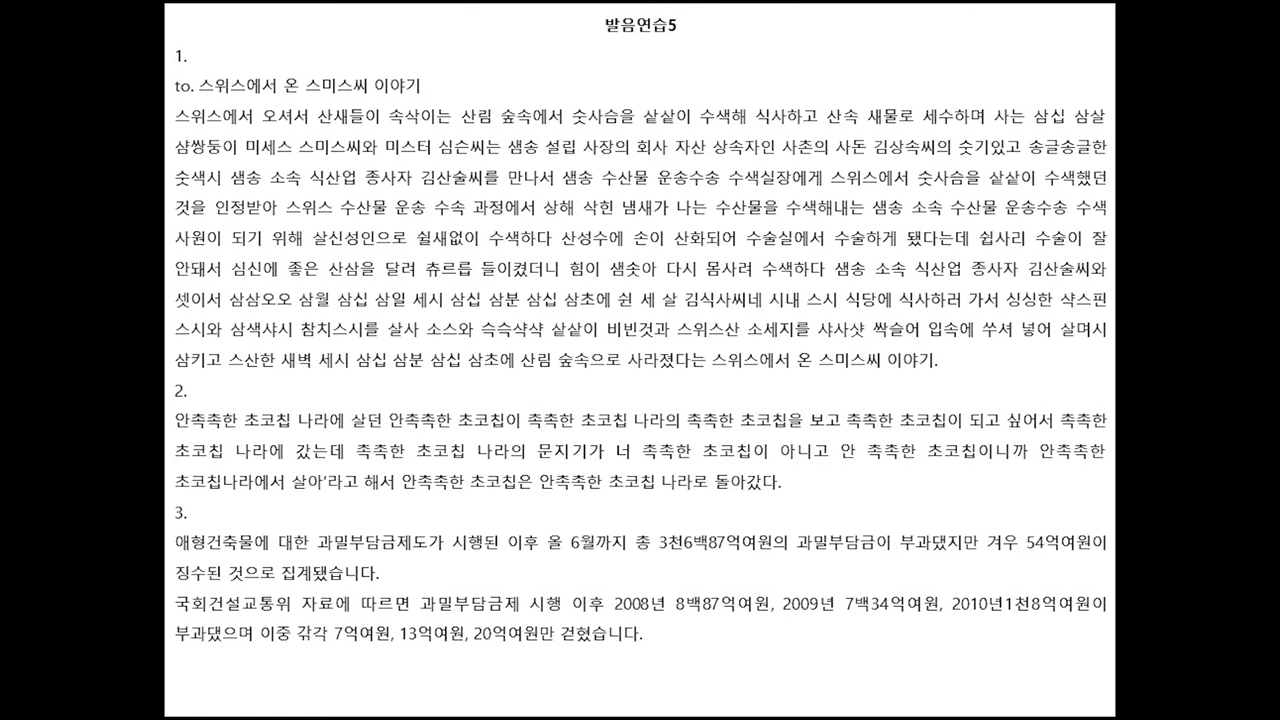 발음연습5
1.
to. 스위스에서 온 스미스씨 이야기
스위스에서 오셔서 산새들이 속삭이는 산림 숲속에서 숫사슴을 샅샅이 수색해 식사하고 산속 새물로 세수하며 사는 삼십 삼살
샴쌍둥이 미세스 스미스씨와 미스터 심슨씨는 샘송 설립 사장의 회사 자산 상속자인 사촌의 사돈 김상속씨의 숫기있고 송글송글한
숫색시 샘송 소속 식산업 종사자 김산술씨를 만나서 샘송 수산물 운송수송 수색실장에게 스위스에서 숫사슴을 샅샅이 수색했던
것을 인정받아 스위스 수산물 운송 수속 과정에서 상해 삭힌 냄새가 나는 수산물을 수색해내는 샘송 소속 수산물 운송수송 수색
사원이 되기 위해 살신성인으로 쉴새없이 수색하다 산성수에 손이 산화되어 수술실에서 수술하게 됐다는데 쉽사리 수술이 잘
안돼서 심신에 좋은 산삼을 달려 츄르릅 들이켰더니 힘이 샘솟아 다시 몸사려 수색하다 샘송 소속 식산업 종사자 김산술씨와
셋이서 삼삼오오 삼월 삼십 삼일 세시 삼십 삼분 삼십 삼초에 쉰 세 살 김식사씨네 시내 스시 식당에 식사하러 가서 싱싱한 샥스핀
스시와 삼색샤시 참치스시를 살사 소스와 슥슥샥샥 샅샅이 비빈것과 스위스산 소세지를 샤사샷 싹슬어 입속에 쑤셔 넣어 살며시
삼키고 스산한 새벽 세시 삼십 삼분 삼십 삼초에 산림 숲속으로 사라졌다는 스위스에서 온 스미스씨 이야기.
2.
안촉촉한 초코칩 나라에 살던 안촉촉한 초코칩이 촉촉한 초코칩 나라의 촉촉한 초코칩을 보고 촉촉한 초코칩이 되고 싶어서 촉촉한
초코칩 나라에 갔는데 촉촉한 초코칩 나라의 문지기가 너 촉촉한 초코칩이 아니고 안 촉촉한 초코칩이니까 안촉촉한
초코칩나라에서 살아’라고 해서 안촉촉한 초코칩은 안촉촉한 초코칩 나라로 돌아갔다.
3.
애형건축물에 대한 과밀부담금제도가 시행된 이후 올 6월까지 총 3천6백87억여원의 과밀부담금이 부과댔지만 겨우 54억여원이
징수된 것으로 집계됐습니다.
국회건설교통위 자료에 따르면 과밀부담금제 시행 이후 2008년 8백87억여원, 2009년 7백34억여원, 2010년1천8억여원이
부과댔으며 이중 갂각 7억여원, 13억여원, 20억여원만 걷혔습니다.